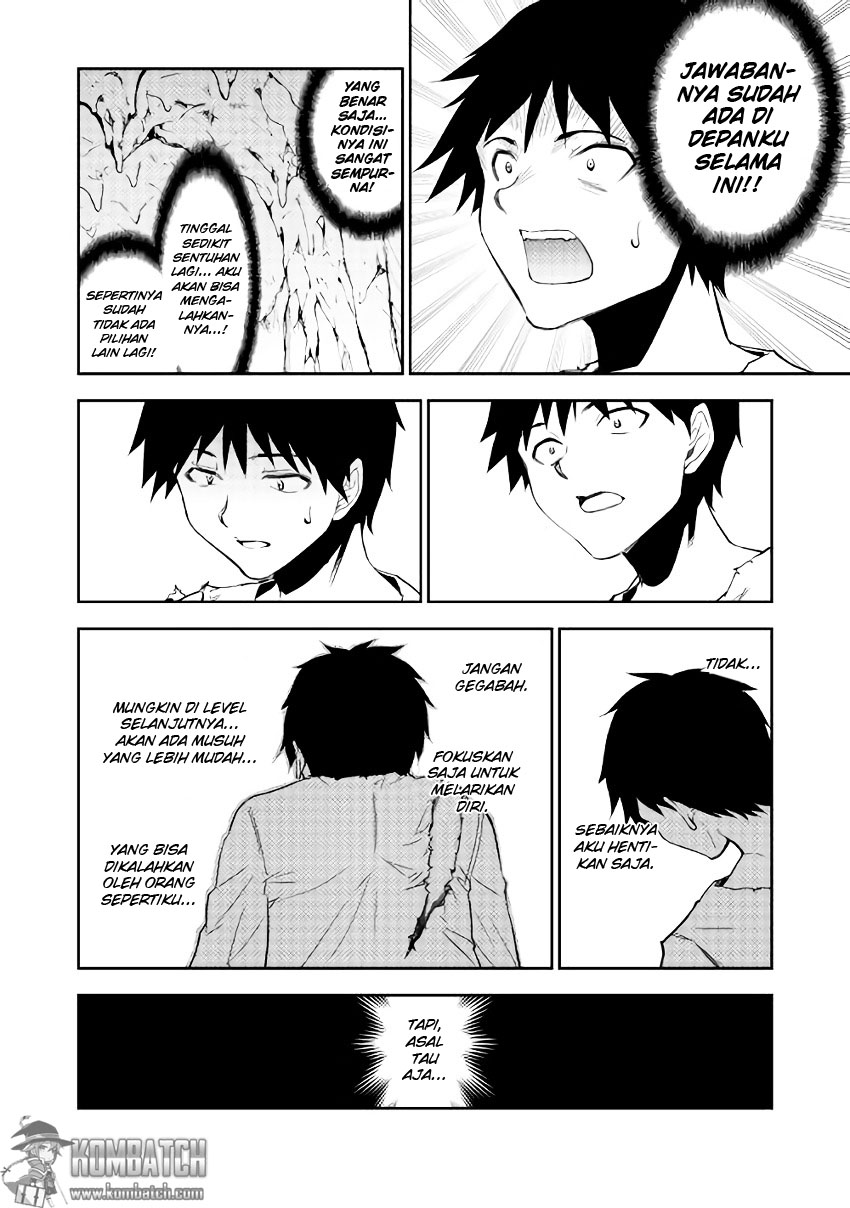 JAWABAN-
NYA SUDAH
ADA DI
DEPANKU
SELAMA
INI!!
YANG
BENAR
SAJA...
KONDISI-
NYA INI
SANGAT
SEMPUR-
NA!
TINGGAL
SEDIKIT
SENTUHAN
LAGI... AKU
AKAN BISA
MENGA-
LAHKAN-
NYA...!
SEPERTINYA
SUDAH
TIDAK ADA
PILIHAN
LAIN LAGI!
TIDAK...
SEBAIKNYA
AKU HENTI-
KAN SAJA.
JANGAN
GEGABAH.
FOKUSKAN
SAJA UNTUK
MELARIKAN
DIRI.
MUNGKIN DI LEVEL
SELANJUTNYA...
AKAN ADA MUSUH
YANG LEBIH MUDAH...
YANG BISA
DIKALAHKAN
OLEH ORANG
SEPERTIKU...
TAPI,
ASAL
TAU
AJA...
KOMBATCH
www.kombatch.com